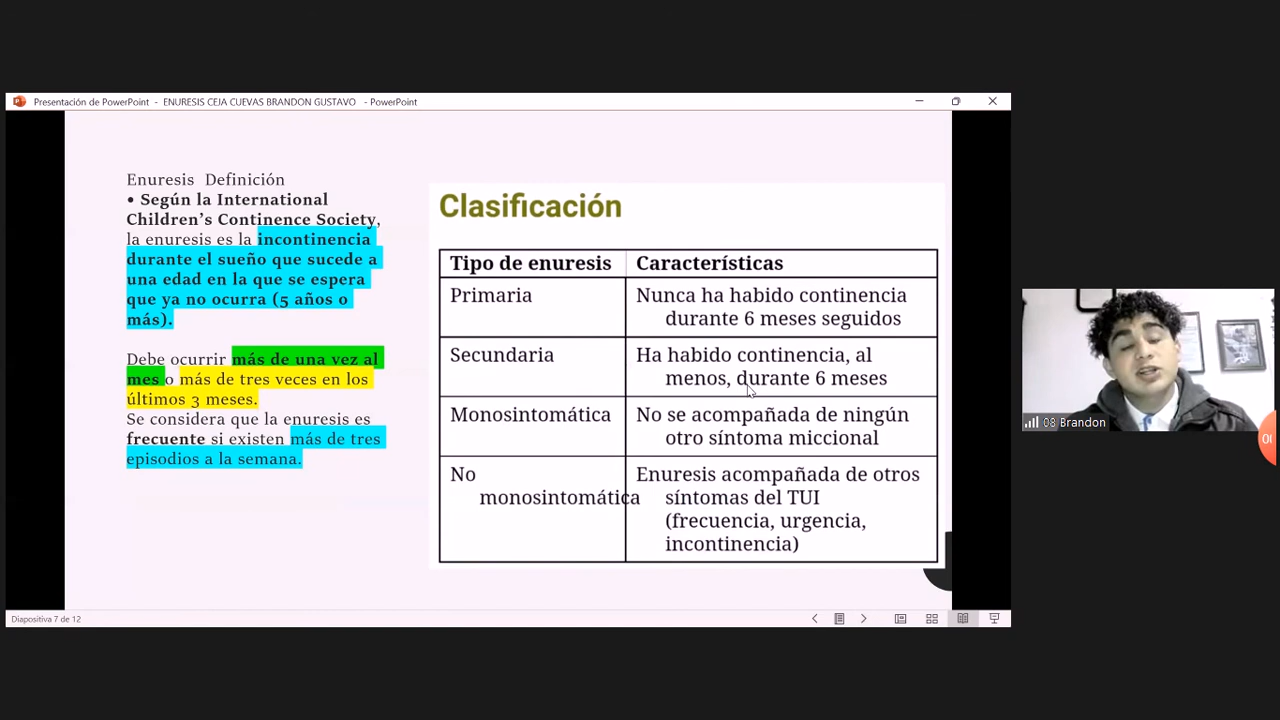 Presentación de PowerPoint - ENURESIS CEJA CUEVAS BRANDON GUSTAVO - PowerPoint
Enuresis Definición
• Según la International
Children’s Continence Society,
la enuresis es la incontinencia
durante el sueño que sucede a
una edad en la que se espera
que ya no ocurra (5 años o
más).
Debe ocurrir más de una vez al
mes o más de tres veces en los
últimos 3 meses.
Se considera que la enuresis es
frecuente si existen más de tres
episodios a la semana.
Clasificación
Tipo de enuresis Características
Primaria Nunca ha habido continencia
durante 6 meses seguidos
Secundaria Ha habido continencia, al
menos, durante 6 meses
Monosintomática No se acompañada de ningún
otro síntoma miccional
No Enuresis acompañada de otros
monosintomática síntomas del TUI
(frecuencia, urgencia,
incontinencia)
08 Brandon
Diapositiva 7 de 12